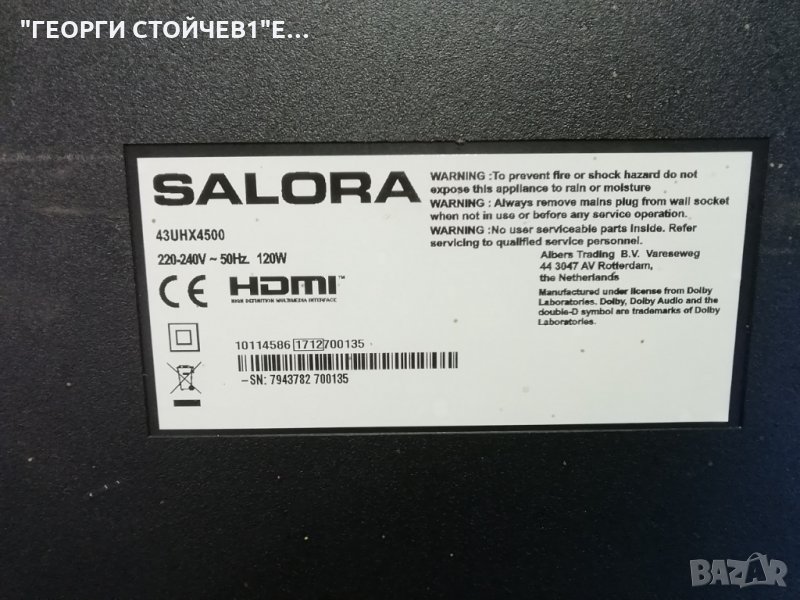 "ГЕОРГИ СТОЙЧЕВ1"Е...
SALORA
43UHX4500
220-240V ~ 50Hz. 120W
CE HDMI™
HIGH DEFINITION MULTIMEDIA INTERFACE
10114586 1712 700135
–SN: 7943782 700135
WARNING :To prevent fire or shock hazard do not
expose this appliance to rain or moisture
WARNING : Always remove mains plug from wall socket
when not in use or before any service operation.
WARNING :No user serviceable parts Inside. Refer
servicing to qualified service personnel.
Albers Trading B.V. Vareseweg
44 3047 AV Rotterdam,
the Netherlands
Manufactured under license from Dolby
Laboratories. Dolby, Dolby Audio and the
double-D symbol are trademarks of Dolby
Laboratories.
BAZAR